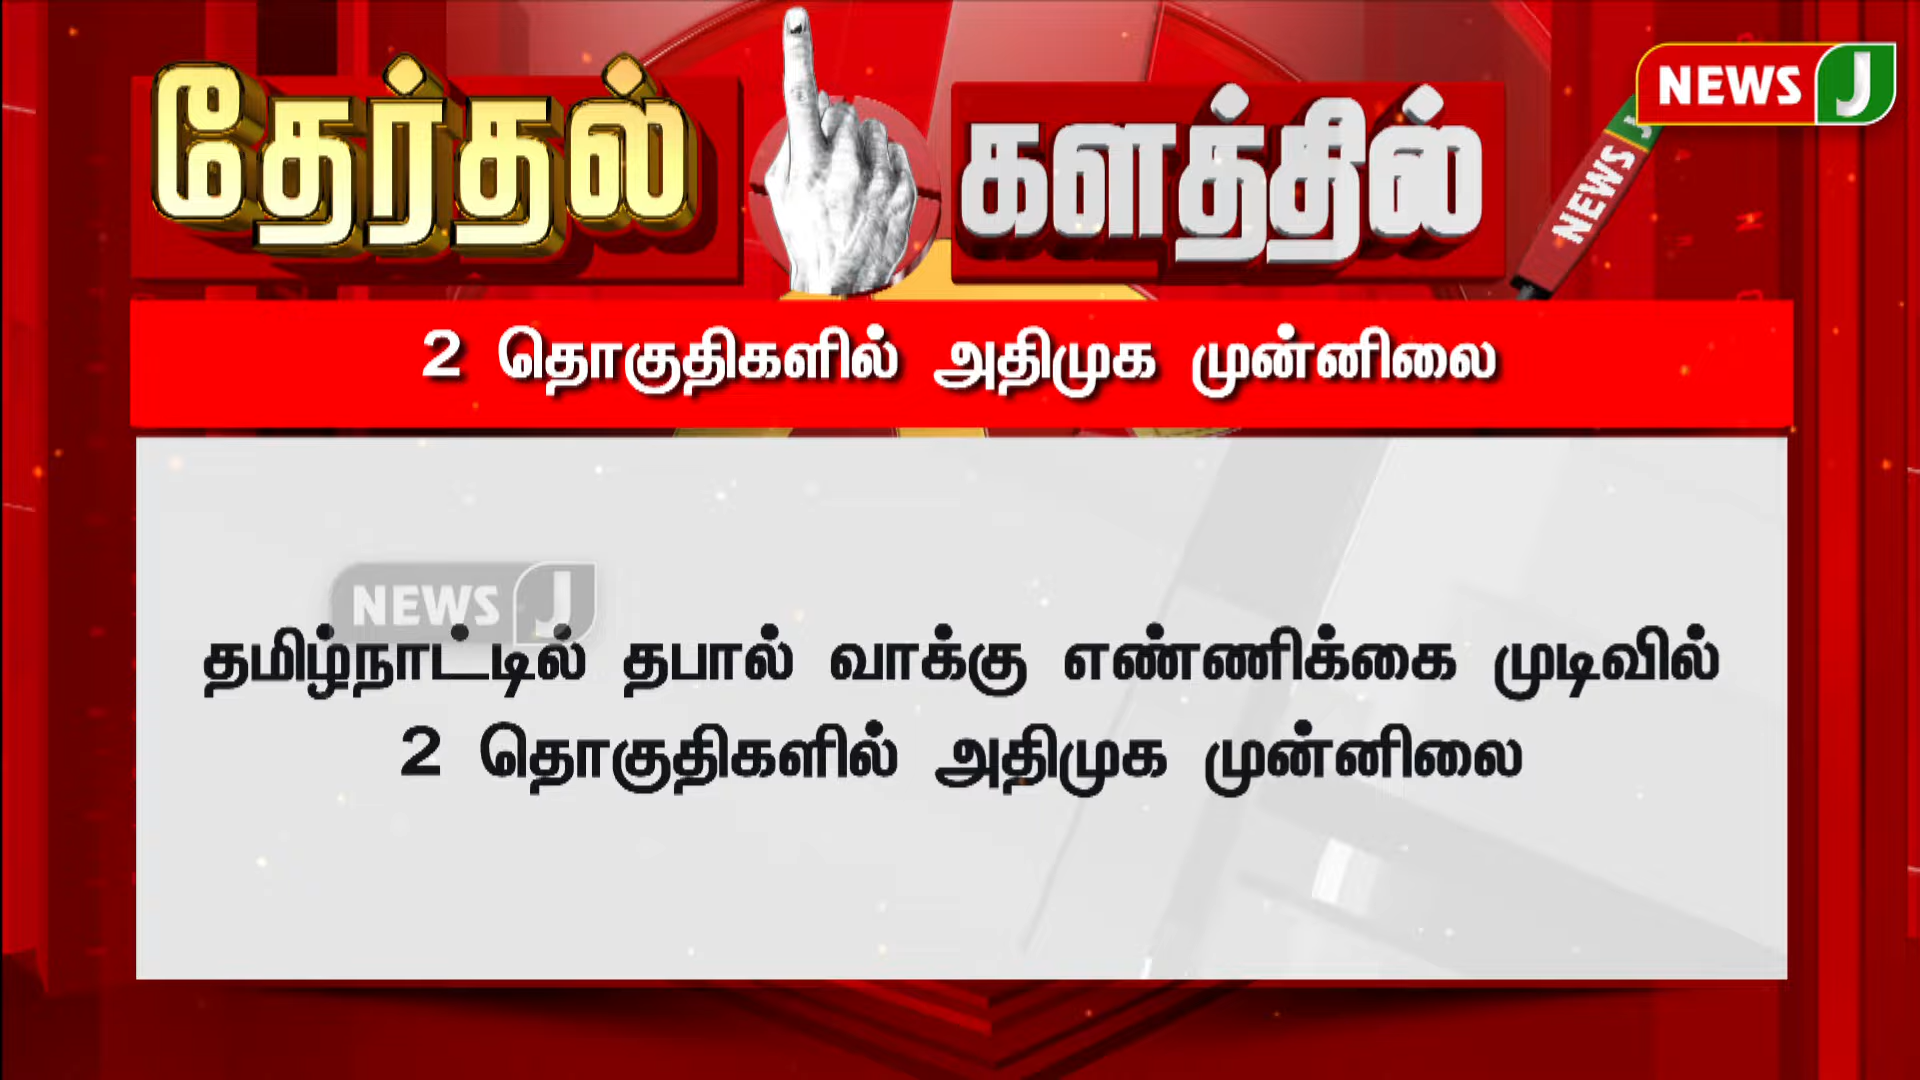 தேர்தல் களத்தில்
NEWS J
NEWS J
2 தொகுதிகளில் அதிமுக முன்னிலை
NEWS J
தமிழ்நாட்டில் தபால் வாக்கு எண்ணிக்கை முடிவில்
2 தொகுதிகளில் அதிமுக முன்னிலை